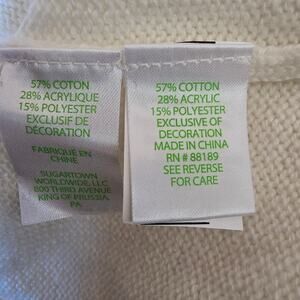 57% COTON
28% ACRYLIQUE
15% POLYESTER
EXCLUSIF DE
DÉCORATION
FABRIQUÉ EN
CHINE
SUGARTOWN
WORLDWIDE, LLC
800 THIRD AVENUE
KING OF PRUSSIA,
PA
57% COTTON
28% ACRYLIC
15% POLYESTER
EXCLUSIVE OF
DECORATION
MADE IN CHINA
RN # 88189
SEE REVERSE
FOR CARE